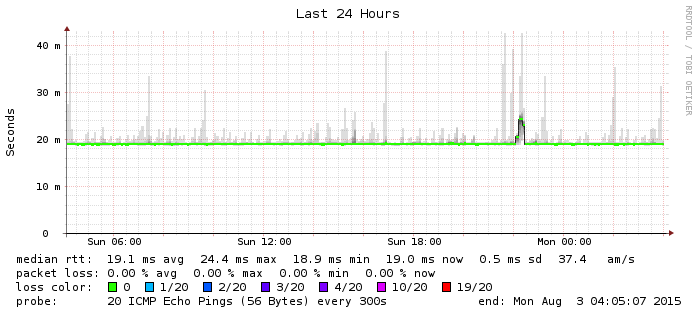 Last 24 Hours
RRDTOOL / TOBI OETIKER
Seconds
40 m
30 m
20 m
10 m
0
Sun 06:00 Sun 12:00 Sun 18:00 Mon 00:00
median rtt: 19.1 ms avg 24.4 ms max 18.9 ms min 19.0 ms now 0.5 ms sd 37.4 am/s
packet loss: 0.00 % avg 0.00 % max 0.00 % min 0.00 % now
loss color: 0 1/20 2/20 3/20 4/20 10/20 19/20
probe: 20 ICMP Echo Pings (56 Bytes) every 300s end: Mon Aug 3 04:05:07 2015